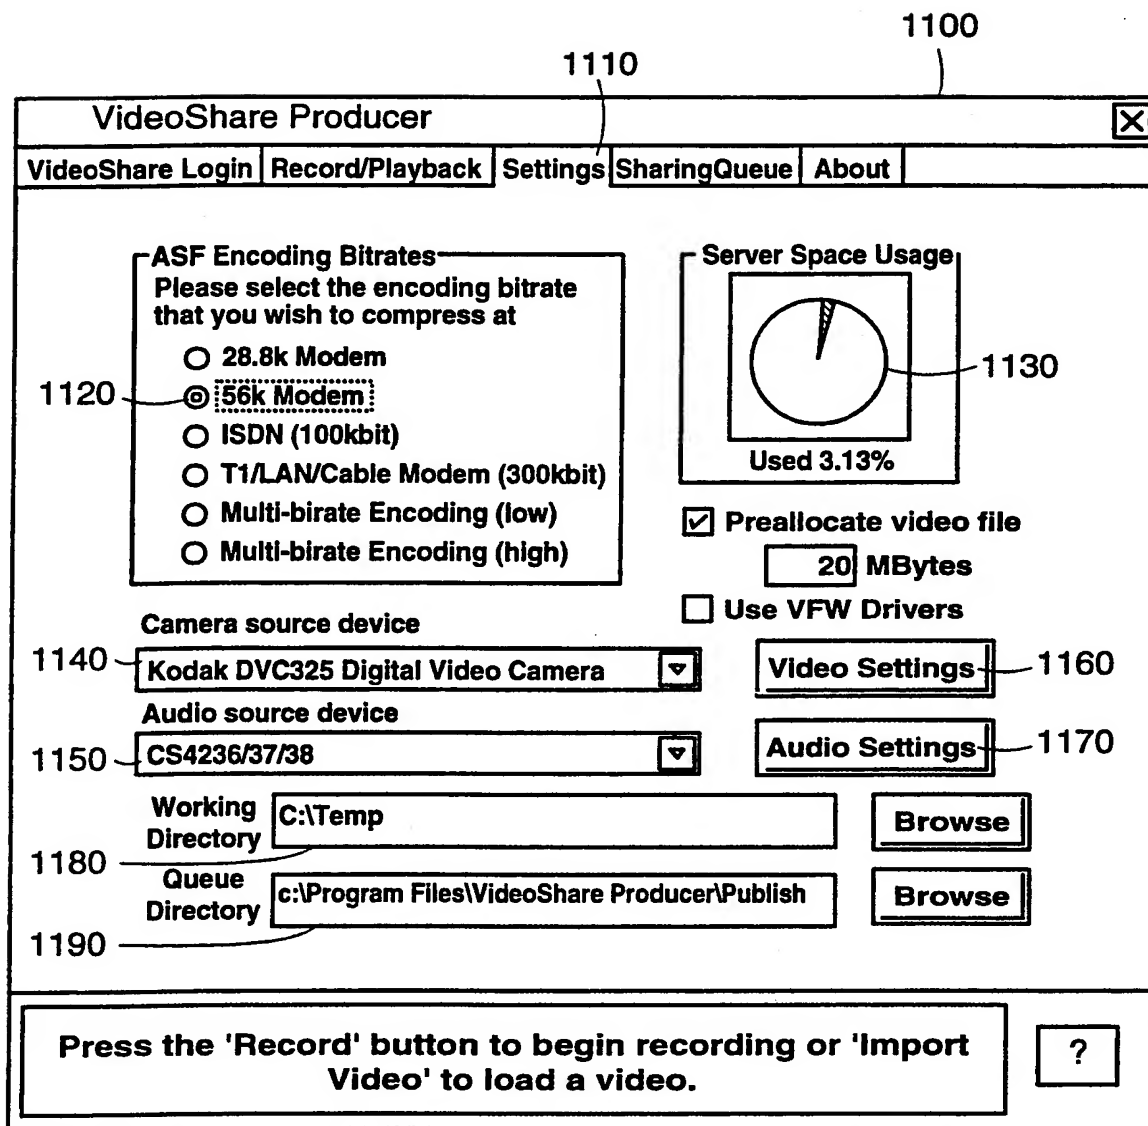 1100
1110
VideoShare Producer
VideoShare Login Record/Playback Settings SharingQueue About
ASF Encoding Bitrates
Please select the encoding bitrate
that you wish to compress at
28.8k Modem
1120
56k Modem
ISDN (100kbit)
T1/LAN/Cable Modem (300kbit)
Multi-birate Encoding (low)
Multi-birate Encoding (high)
Server Space Usage
1130
Used 3.13%
Preallocate video file
20 MBytes
Use VFW Drivers
Camera source device
1140
Kodak DVC325 Digital Video Camera
Video Settings
1160
Audio source device
1150
CS4236/37/38
Audio Settings
1170
Working
Directory
C:\Temp
Browse
1180
Queue
Directory
c:\Program Files\VideoShare Producer\Publish
Browse
1190
Press the 'Record' button to begin recording or 'Import
Video' to load a video.
?